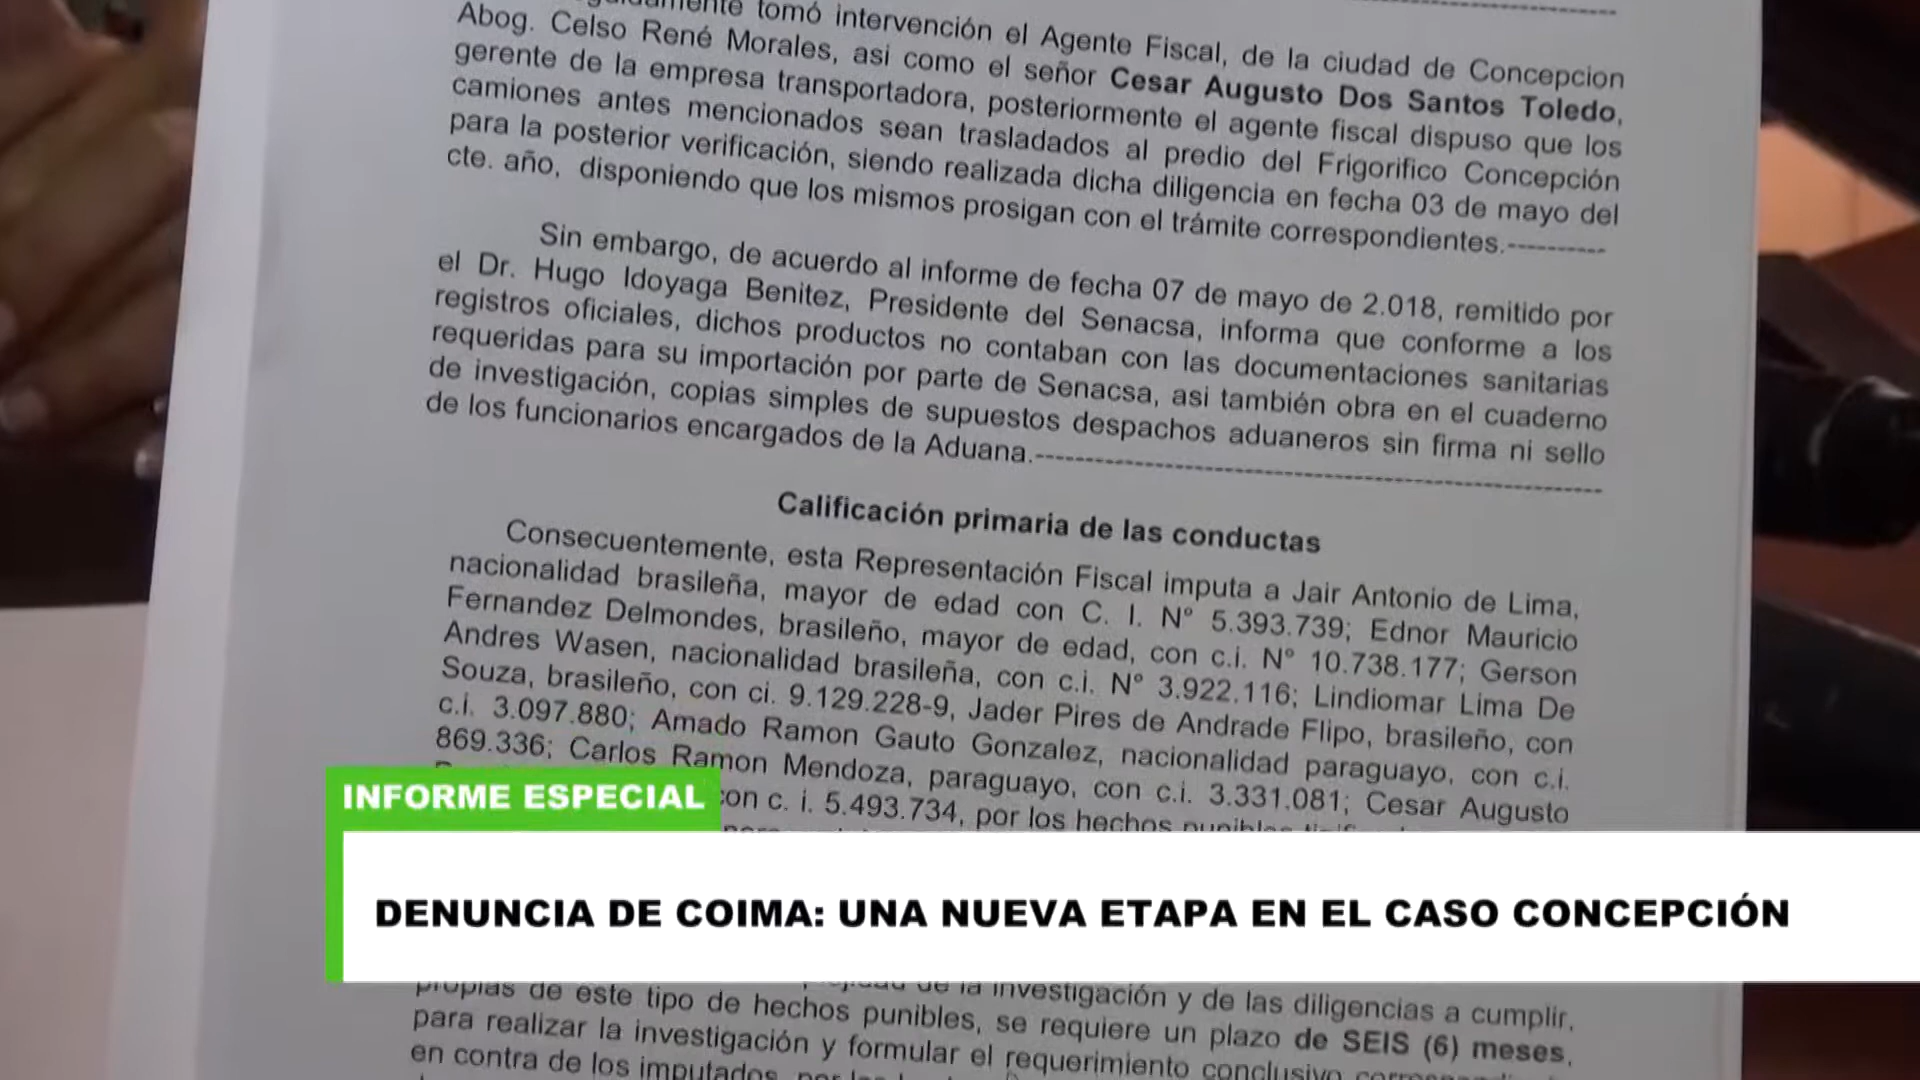 tomó intervención el Agente Fiscal, de la ciudad de Concepcion
Abog. Celso René Morales, asi como el señor Cesar Augusto Dos Santos Toledo,
gerente de la empresa transportadora, posteriormente el agente fiscal dispuso que los
camiones antes mencionados sean trasladados al predio del Frigorifico Concepción
para la posterior verificación, siendo realizada dicha diligencia en fecha 03 de mayo del
cte. año, disponiendo que los mismos prosigan con el trámite correspondientes.----------
Sin embargo, de acuerdo al informe de fecha 07 de mayo de 2.018, remitido por
el Dr. Hugo Idoyaga Benitez, Presidente del Senacsa, informa que conforme a los
registros oficiales, dichos productos no contaban con las documentaciones sanitarias
requeridas para su importación por parte de Senacsa, asi también obra en el cuaderno
de investigación, copias simples de supuestos despachos aduaneros sin firma ni sello
de los funcionarios encargados de la Aduana.------------------------------------------------------------
Calificación primaria de las conductas
Consecuentemente, esta Representación Fiscal imputa a Jair Antonio de Lima,
nacionalidad brasileña, mayor de edad con C. I. N° 5.393.739; Ednor Mauricio
Fernandez Delmondes, brasileño, mayor de edad, con c.i. N° 10.738.177; Gerson
Andres Wasen, nacionalidad brasileña, con c.i. N° 3.922.116; Lindiomar Lima De
Souza, brasileño, con ci. 9.129.228-9, Jader Pires de Andrade Flipo, brasileño, con
c.i. 3.097.880; Amado Ramon Gauto Gonzalez, nacionalidad paraguayo, con c.i.
869.336; Carlos Ramon Mendoza, paraguayo, con c.i. 3.331.081; Cesar Augusto
con c. i. 5.493.734, por los hechos
INFORME ESPECIAL
DENUNCIA DE COIMA: UNA NUEVA ETAPA EN EL CASO CONCEPCIÓN
de la investigación y de las diligencias a cumplir,
propias de este tipo de hechos punibles, se requiere un plazo de SEIS (6) meses,
para realizar la investigación y formular el requerimiento conclusivo
en contra de los imputados,